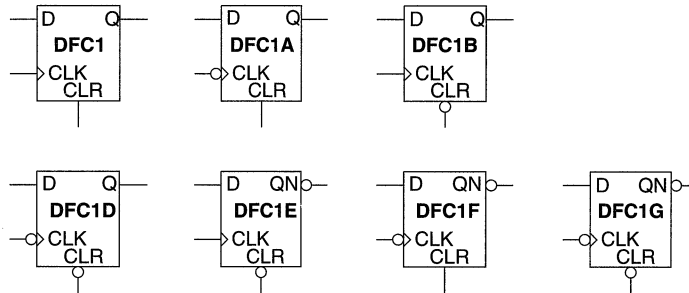 D Q
DFC1
CLK
CLR
D Q
DFC1A
CLK
CLR
D Q
DFC1B
CLK
CLR
D Q
DFC1D
CLK
CLR
D QN
DFC1E
CLK
CLR
D QN
DFC1F
CLK
CLR
D QN
DFC1G
CLK
CLR